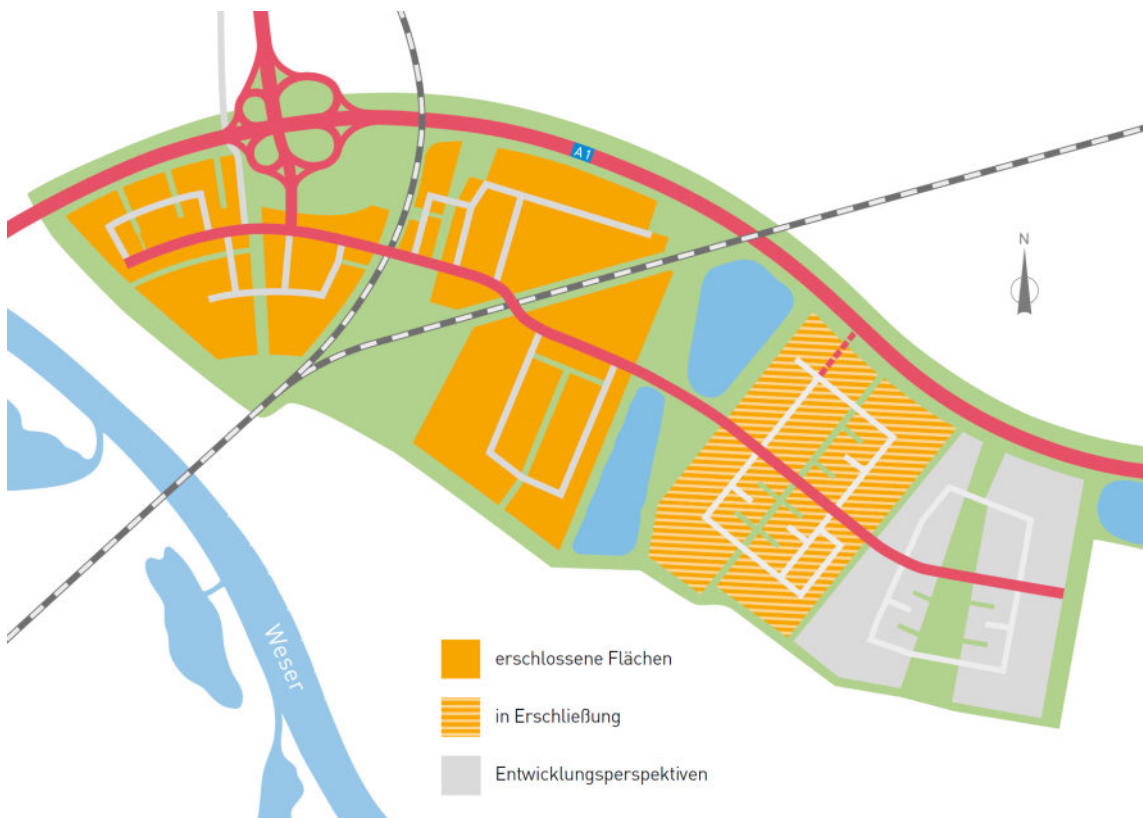 A1
N
Weser
erschlossene Flächen
in Erschließung
Entwicklungsperspektiven